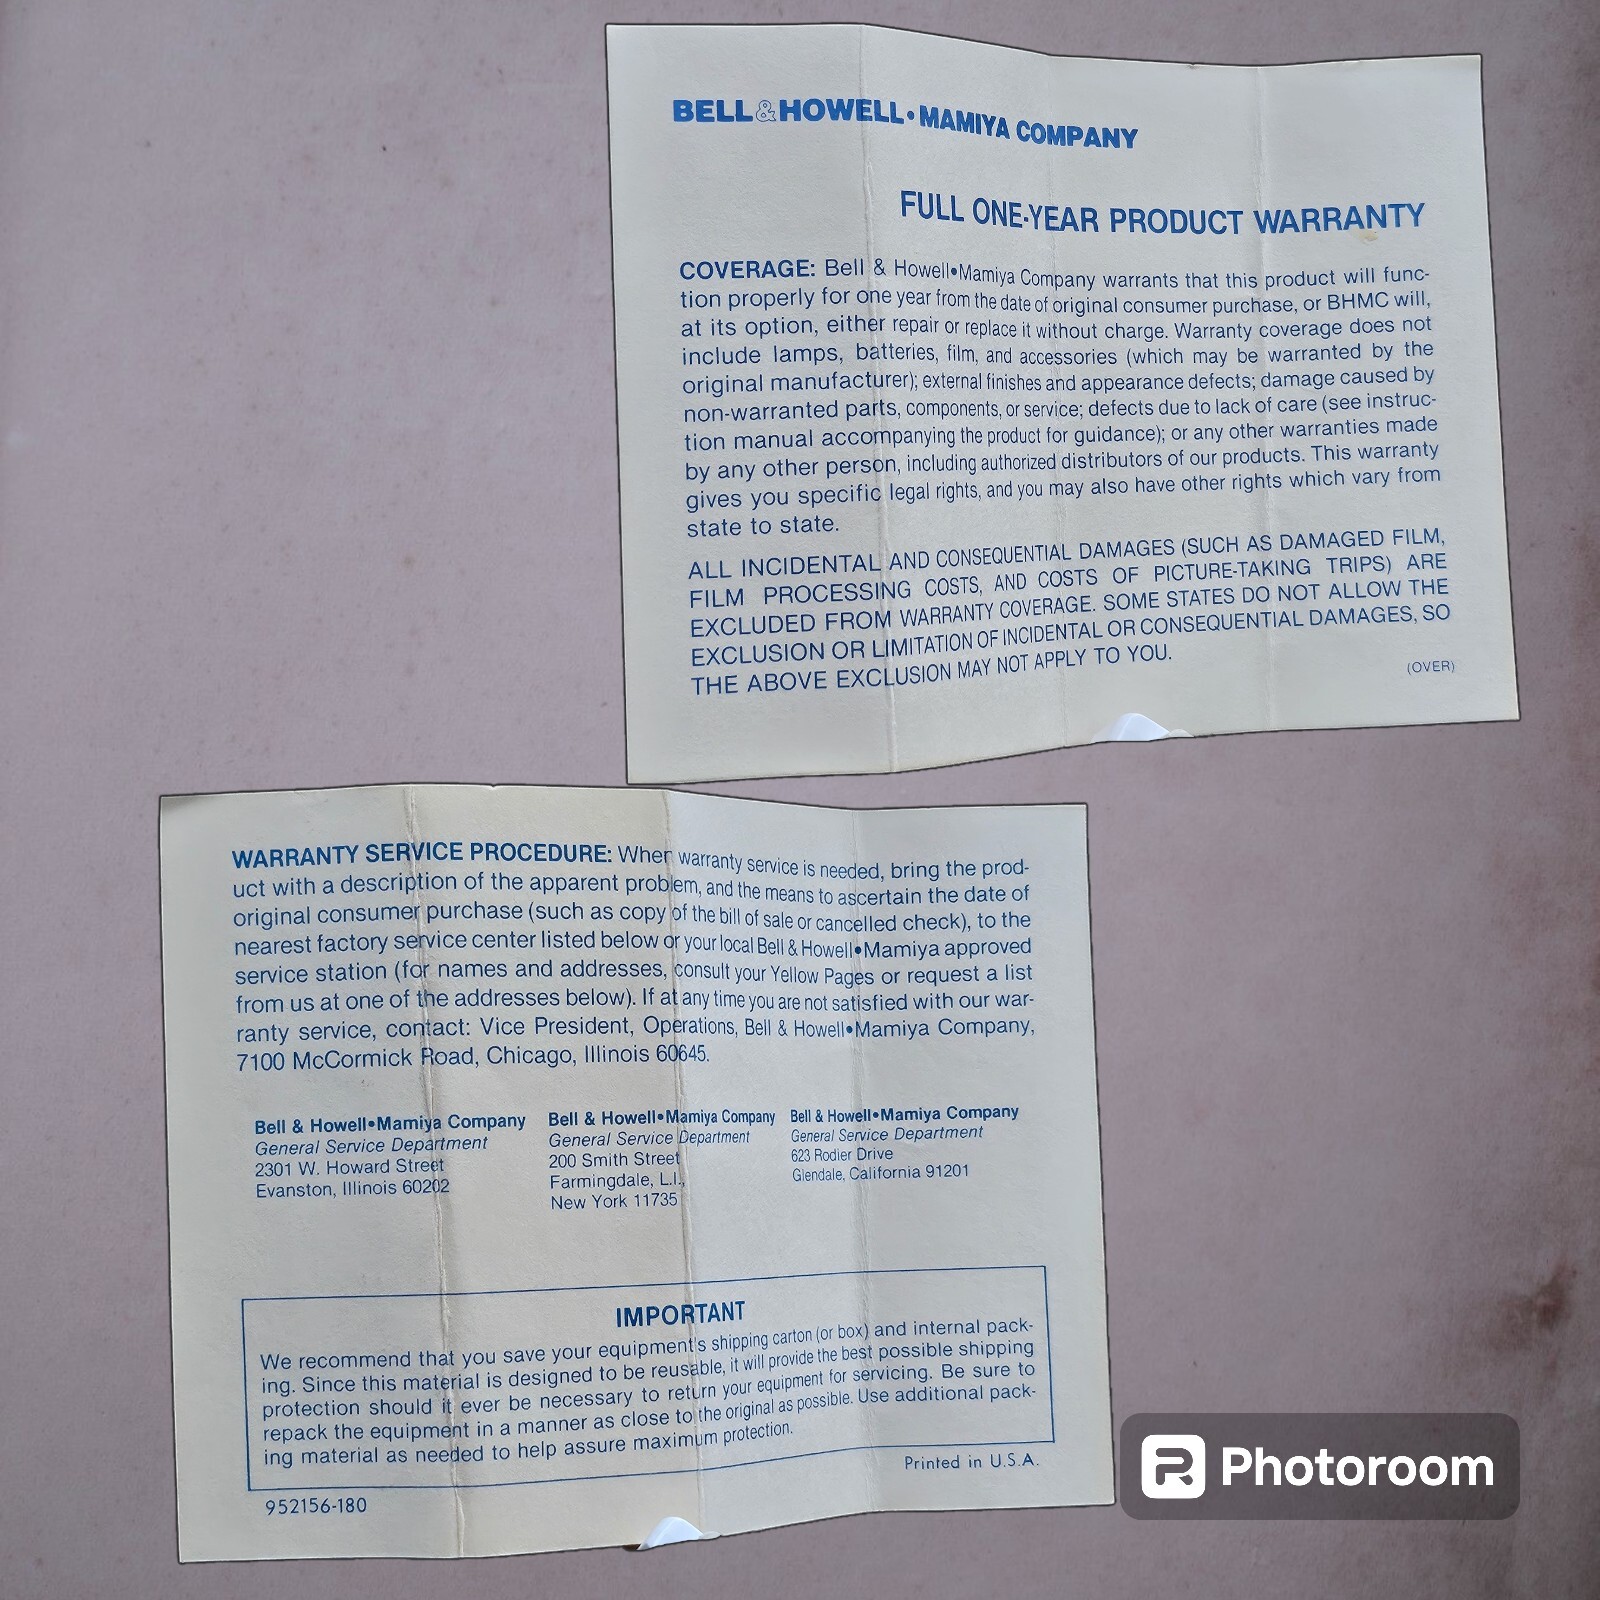 BELL&HOWELL•MAMIYA COMPANY
FULL ONE-YEAR PRODUCT WARRANTY
COVERAGE: Bell & Howell•Mamiya Company warrants that this product will func-
tion properly for one year from the date of original consumer purchase, or BHMC will,
at its option, either repair or replace it without charge. Warranty coverage does not
include lamps, batteries, film, and accessories (which may be warranted by the
original manufacturer); external finishes and appearance defects; damage caused by
non-warranted parts, components, or service; defects due to lack of care (see instruc-
tion manual accompanying the product for guidance); or any other warranties made
by any other person, including authorized distributors of our products. This warranty
gives you specific legal rights, and you may also have other rights which vary from
state to state.
ALL INCIDENTAL AND CONSEQUENTIAL DAMAGES (SUCH AS DAMAGED FILM,
FILM PROCESSING COSTS, AND COSTS OF PICTURE-TAKING TRIPS) ARE
EXCLUDED FROM WARRANTY COVERAGE. SOME STATES DO NOT ALLOW THE
EXCLUSION OR LIMITATION OF INCIDENTAL OR CONSEQUENTIAL DAMAGES, SO
THE ABOVE EXCLUSION MAY NOT APPLY TO YOU.
(OVER)
WARRANTY SERVICE PROCEDURE: When warranty service is needed, bring the prod-
uct with a description of the apparent problem, and the means to ascertain the date of
original consumer purchase (such as copy of the bill of sale or cancelled check), to the
nearest factory service center listed below or your local Bell & Howell•Mamiya approved
service station (for names and addresses, consult your Yellow Pages or request a list
from us at one of the addresses below). If at any time you are not satisfied with our war-
ranty service, contact: Vice President, Operations, Bell & Howell•Mamiya Company,
7100 McCormick Road, Chicago, Illinois 60645.
Bell & Howell•Mamiya Company
General Service Department
2301 W. Howard Street
Evanston, Illinois 60202
Bell & Howell•Mamiya Company
General Service Department
200 Smith Street
Farmingdale, L.I.,
New York 11735
Bell & Howell•Mamiya Company
General Service Department
623 Rodier Drive
Glendale, California 91201
IMPORTANT
We recommend that you save your equipment's shipping carton (or box) and internal pack-
ing. Since this material is designed to be reusable, it will provide the best possible shipping
protection should it ever be necessary to return your equipment for servicing. Be sure to
repack the equipment in a manner as close to the original as possible. Use additional pack-
ing material as needed to help assure maximum protection.
Printed in U.S.A.
952156-180
Photoroom